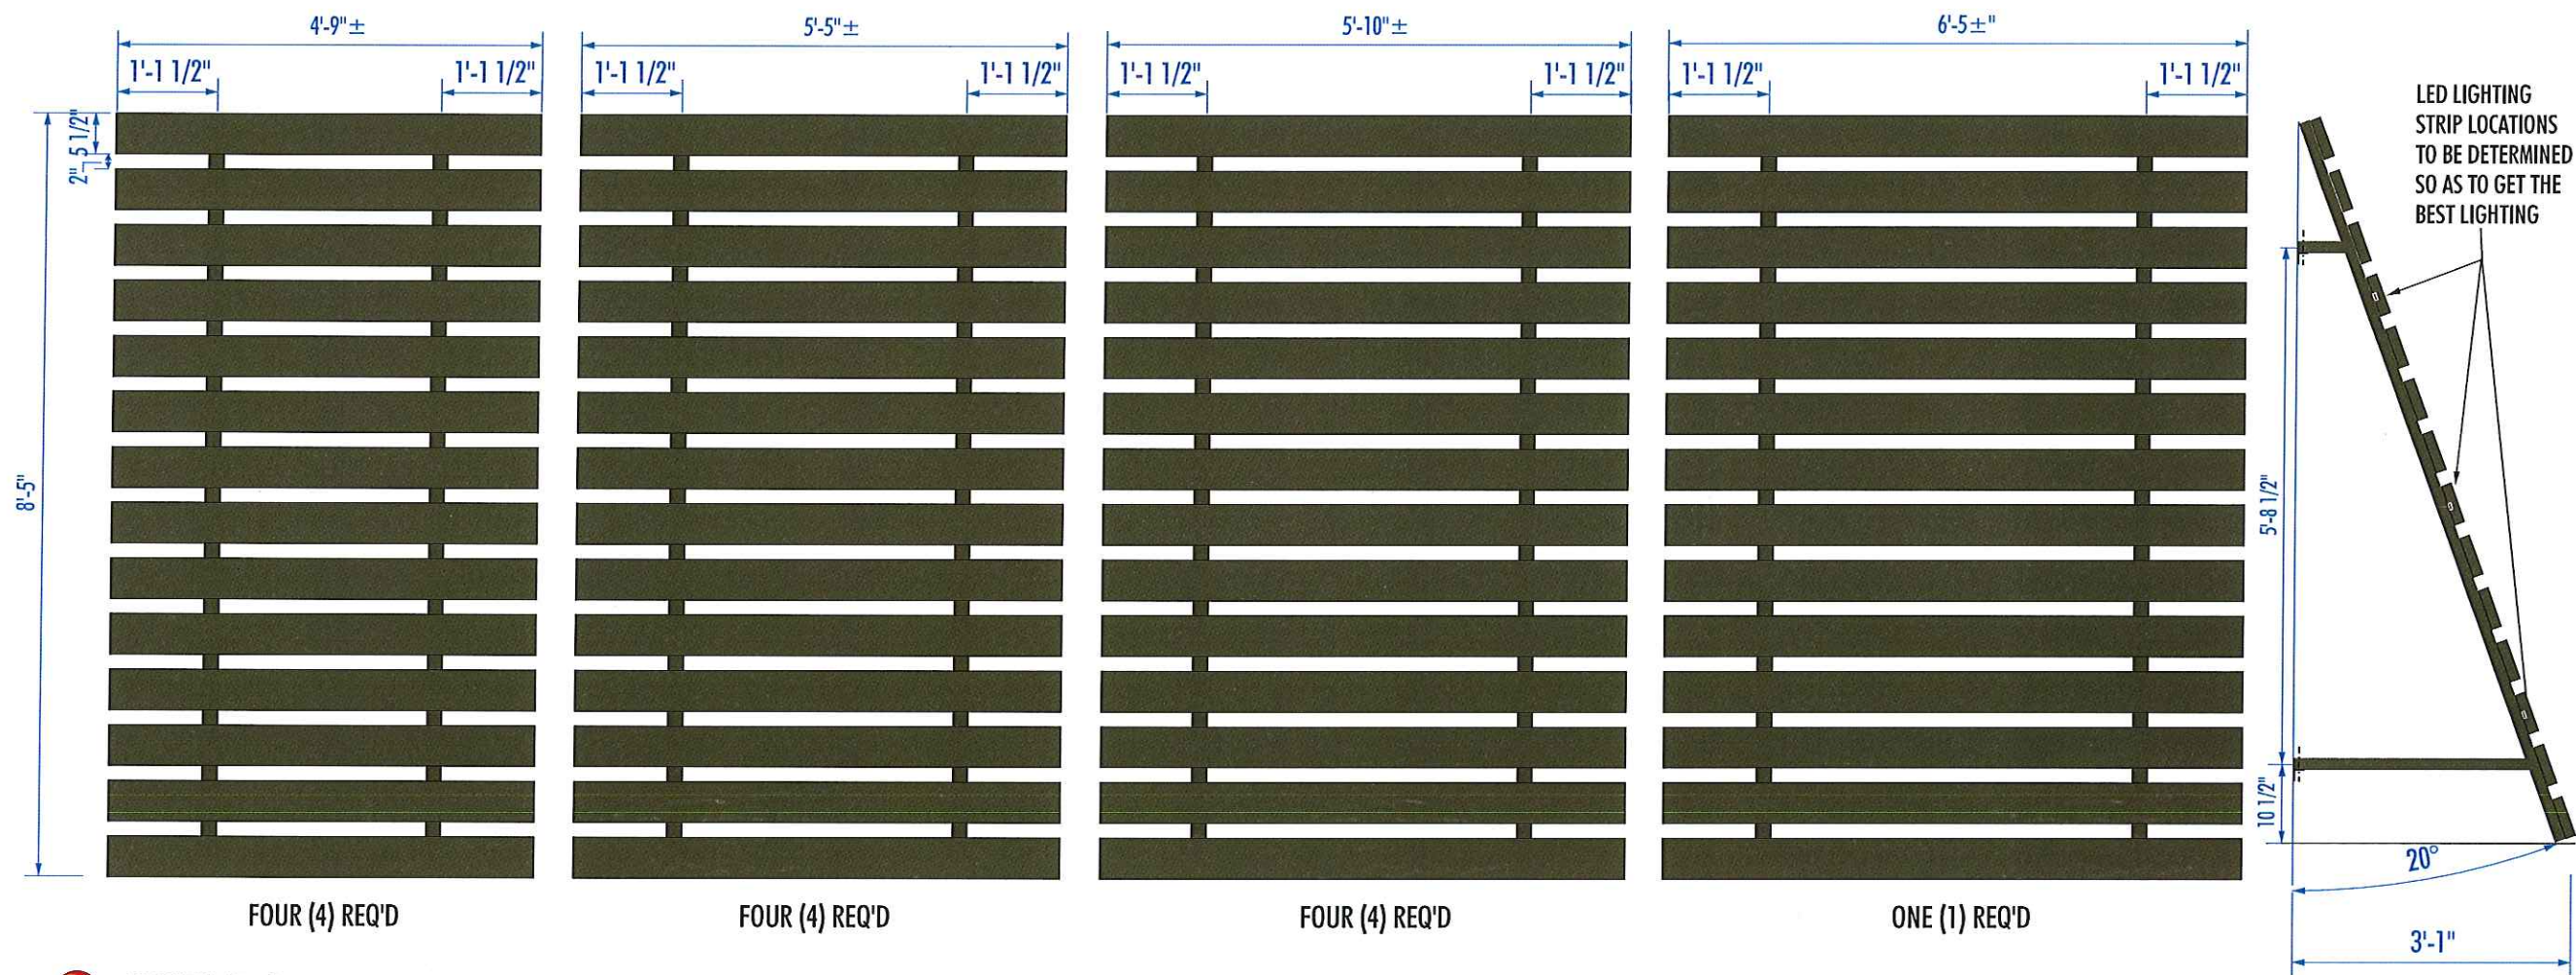 4'-9"±
5'-5"±
5'-10"±
6'-5±"
1'-1 1/2"
1'-1 1/2"
1'-1 1/2"
1'-1 1/2"
1'-1 1/2"
1'-1 1/2"
1'-1 1/2"
1'-1 1/2"
5 1/2"
2"
8'-5"
LED LIGHTING
STRIP LOCATIONS
TO BE DETERMINED
SO AS TO GET THE
BEST LIGHTING
5'-8 1/2"
10 1/2"
20°
3'-1"
FOUR (4) REQ'D
FOUR (4) REQ'D
FOUR (4) REQ'D
ONE (1) REQ'D